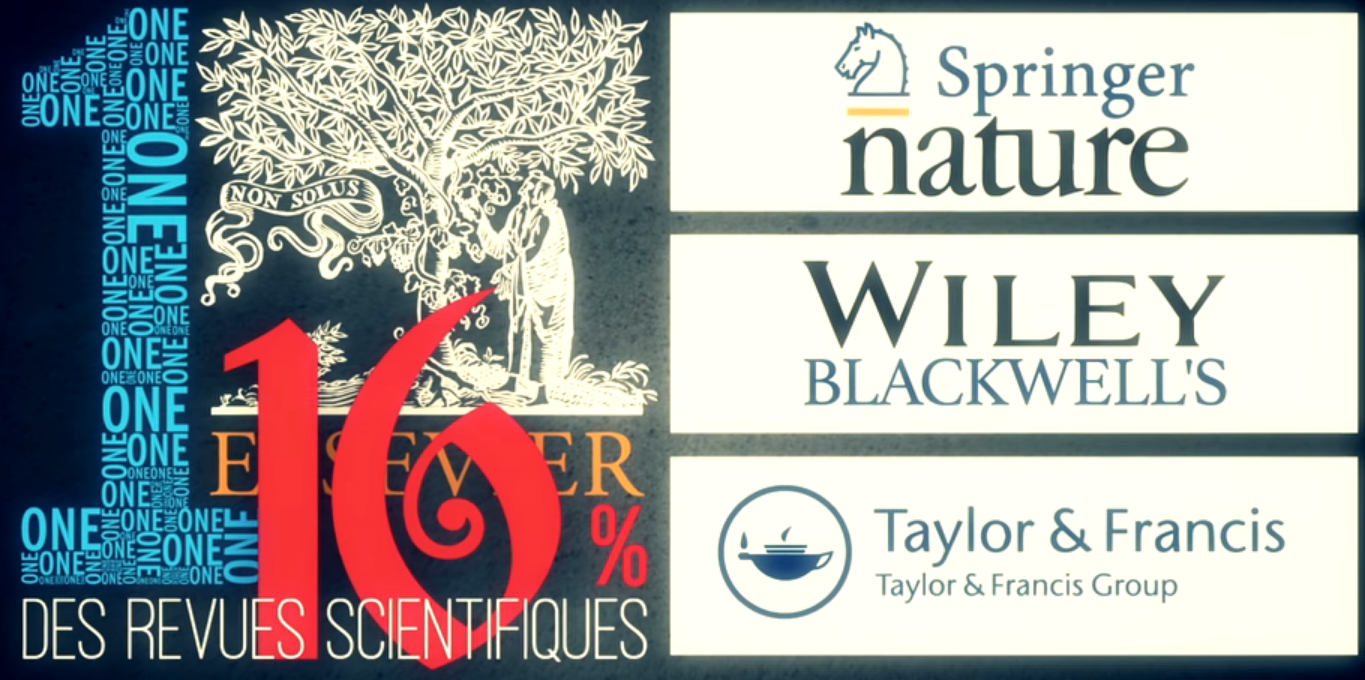 ONE
NON SOLUS
ELSEVIER
16
%
DES REVUES SCIENTIFIQUES
Springer
nature
WILEY
BLACKWELL'S
Taylor & Francis
Taylor & Francis Group